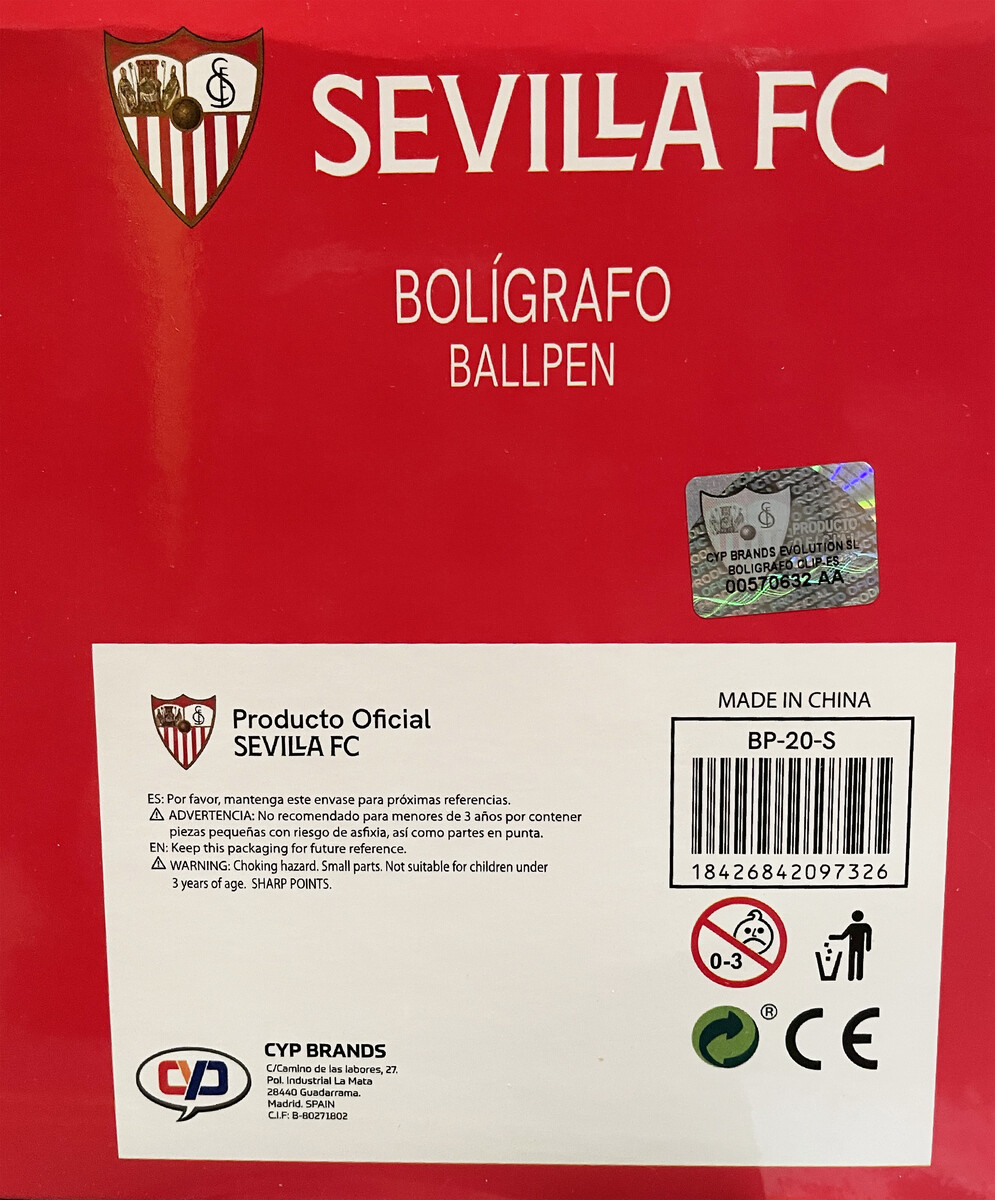 SEVILLA FC
BOLÍGRAFO
BALLPEN
PRODUCTO
CYP BRANDS EVOLUTION SL
BOLIGRAFO CLIP ES
00570632 AA
Producto Oficial
SEVILLA FC
ES: Por favor, mantenga este envase para próximas referencias.
⚠ ADVERTENCIA: No recomendado para menores de 3 años por contener
piezas pequeñas con riesgo de asfixia, así como partes en punta.
EN: Keep this packaging for future reference.
⚠ WARNING: Choking hazard. Small parts. Not suitable for children under
3 years of age. SHARP POINTS.
MADE IN CHINA
BP-20-S
18426842097326
0-3
®
CE
CYP
CYP BRANDS
C/Camino de las labores, 27.
Pol. Industrial La Mata
28440 Guadarrama.
Madrid. SPAIN
C.I.F: B-80271802